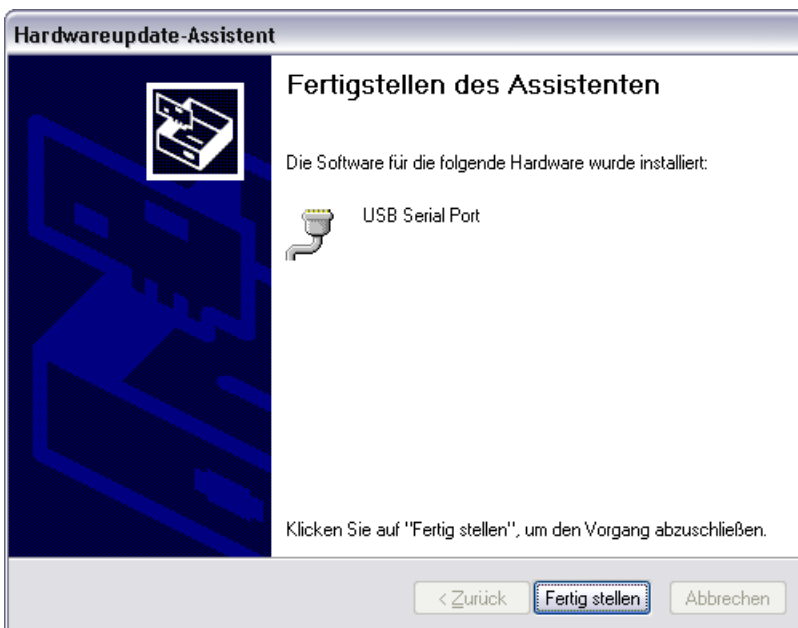 Hardwareupdate-Assistent
Fertigstellen des Assistenten
Die Software für die folgende Hardware wurde installiert:
USB Serial Port
Klicken Sie auf "Fertig stellen", um den Vorgang abzuschließen.
< Zurück
Fertig stellen
Abbrechen